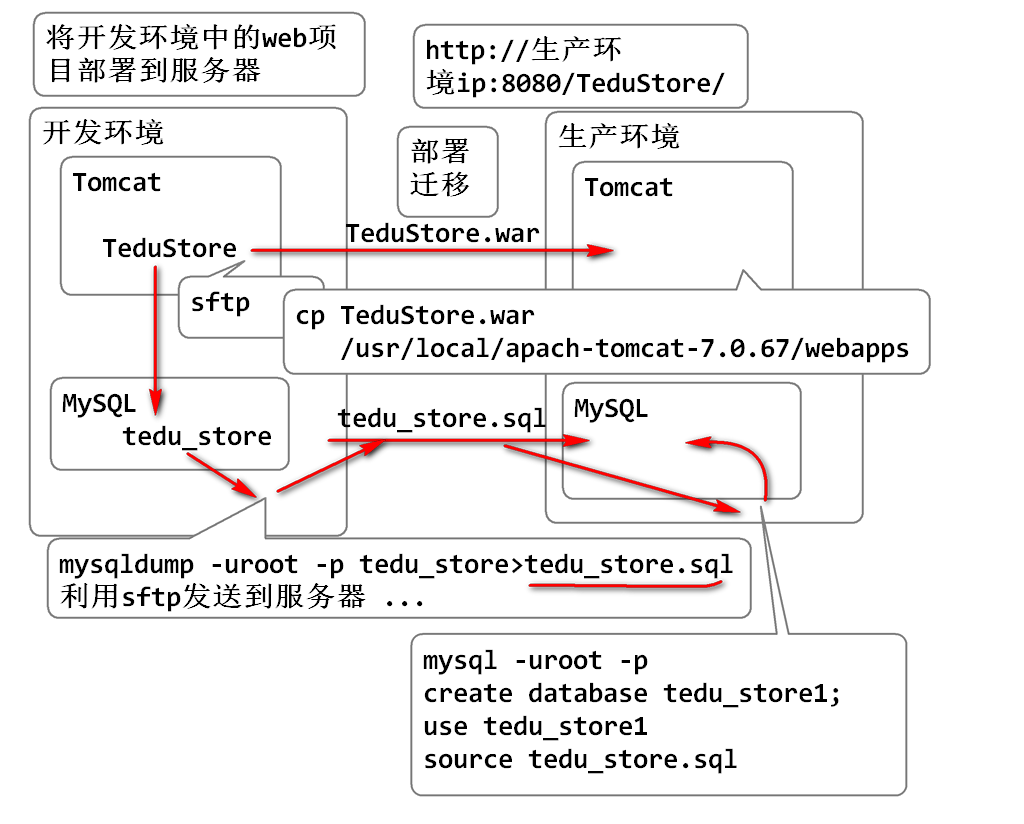 将开发环境中的web项
目部署到服务器
http://生产环
境ip:8080/TeduStore/
开发环境
Tomcat
TeduStore
sftp
部署
迁移
TeduStore.war
生产环境
Tomcat
cp TeduStore.war
/usr/local/apach-tomcat-7.0.67/webapps
MySQL
tedu_store
tedu_store.sql
MySQL
mysqldump -uroot -p tedu_store>tedu_store.sql
利用sftp发送到服务器 ...
mysql -uroot -p
create database tedu_store1;
use tedu_store1
source tedu_store.sql